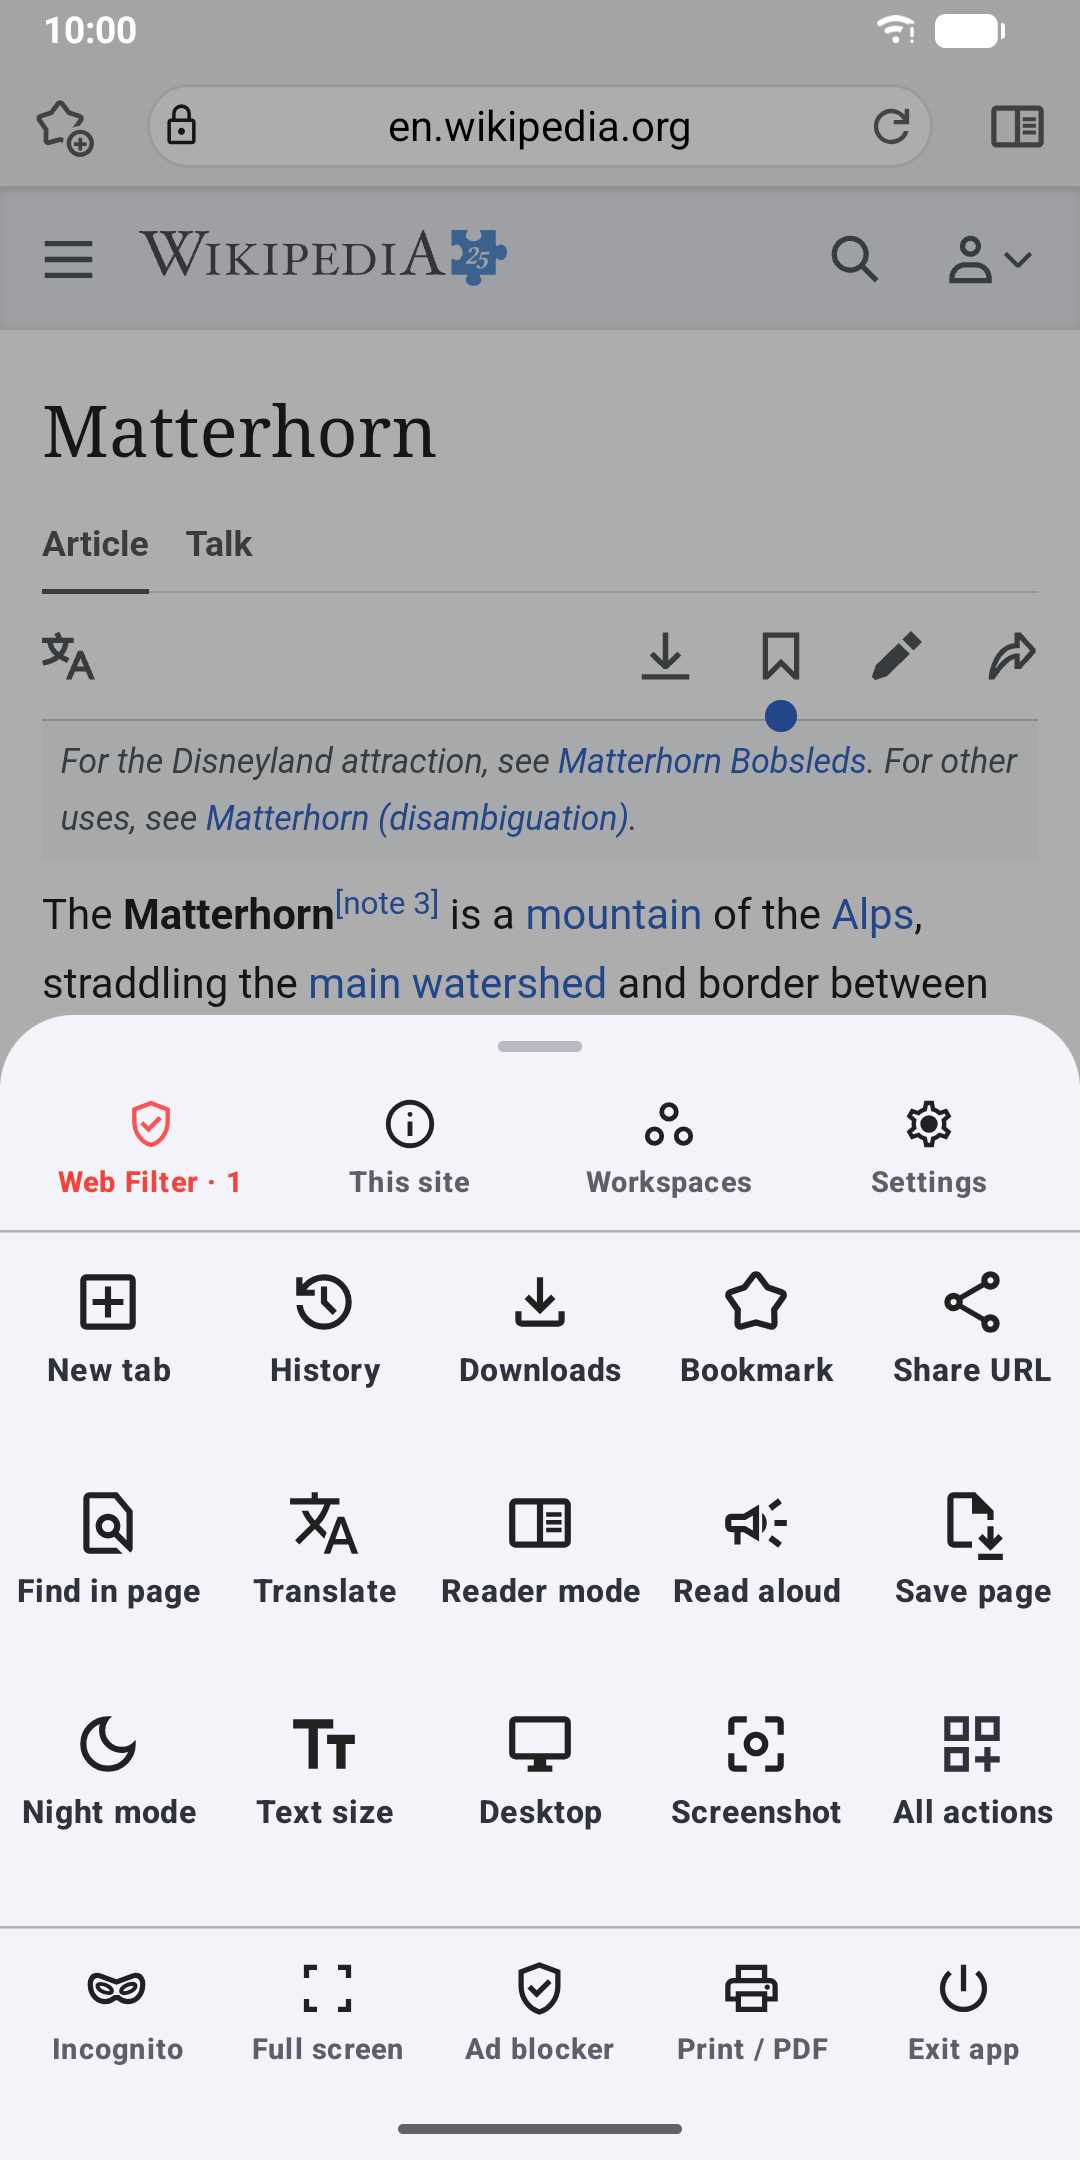 10:00
en.wikipedia.org
WIKIPEDIA 25
Matterhorn
Article Talk
For the Disneyland attraction, see Matterhorn Bobsleds. For other
uses, see Matterhorn (disambiguation).
The Matterhorn[note 3] is a mountain of the Alps,
straddling the main watershed and border between
Web Filter · 1 This site Workspaces Settings
New tab History Downloads Bookmark Share URL
Find in page Translate Reader mode Read aloud Save page
Night mode Text size Desktop Screenshot All actions
Incognito Full screen Ad blocker Print / PDF Exit app